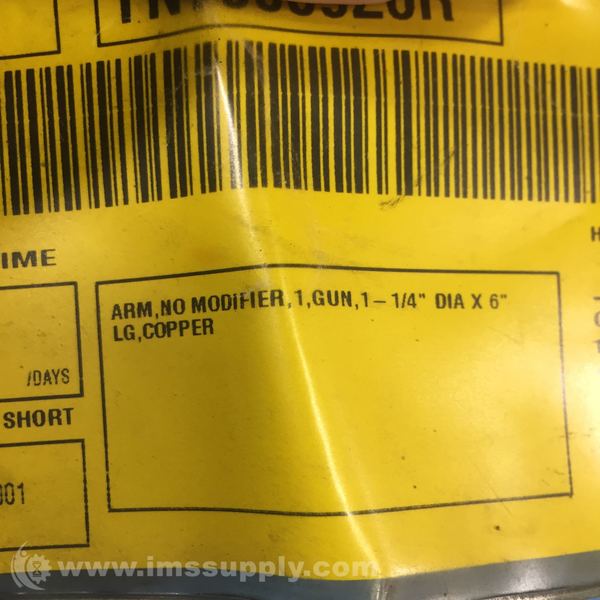 IME
ARM,NO MODIFIER,1,GUN,1-1/4" DIA X 6"
LG,COPPER
/DAYS
SHORT
001
www.imssupply.com